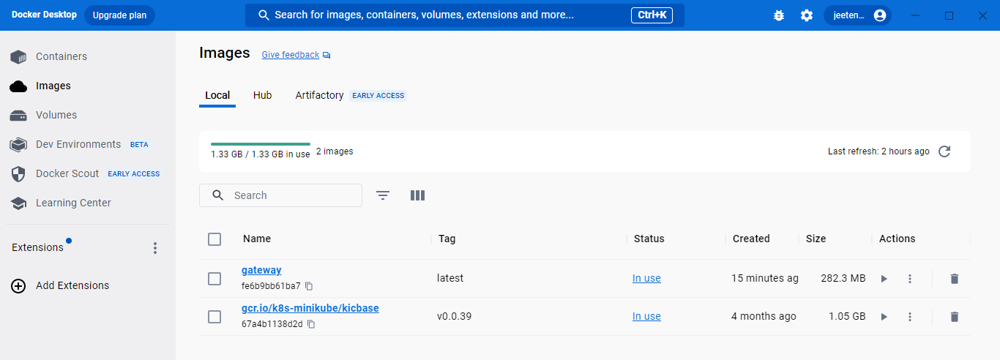 Docker Desktop Upgrade plan Search for images, containers, volumes, extensions and more... Ctrl+K jeeten...
Containers
Images
Volumes
Dev Environments BETA
Docker Scout EARLY ACCESS
Learning Center
Extensions
Add Extensions
Images Give feedback
Local Hub Artifactory EARLY ACCESS
1.33 GB / 1.33 GB in use 2 images Last refresh: 2 hours ago
Search
Name Tag Status Created Size Actions
gateway
fe6b9bb61ba7 latest In use 15 minutes ag 282.3 MB
gcr.io/k8s-minikube/kicbase
67a4b1138d2d v0.0.39 In use 4 months ago 1.05 GB